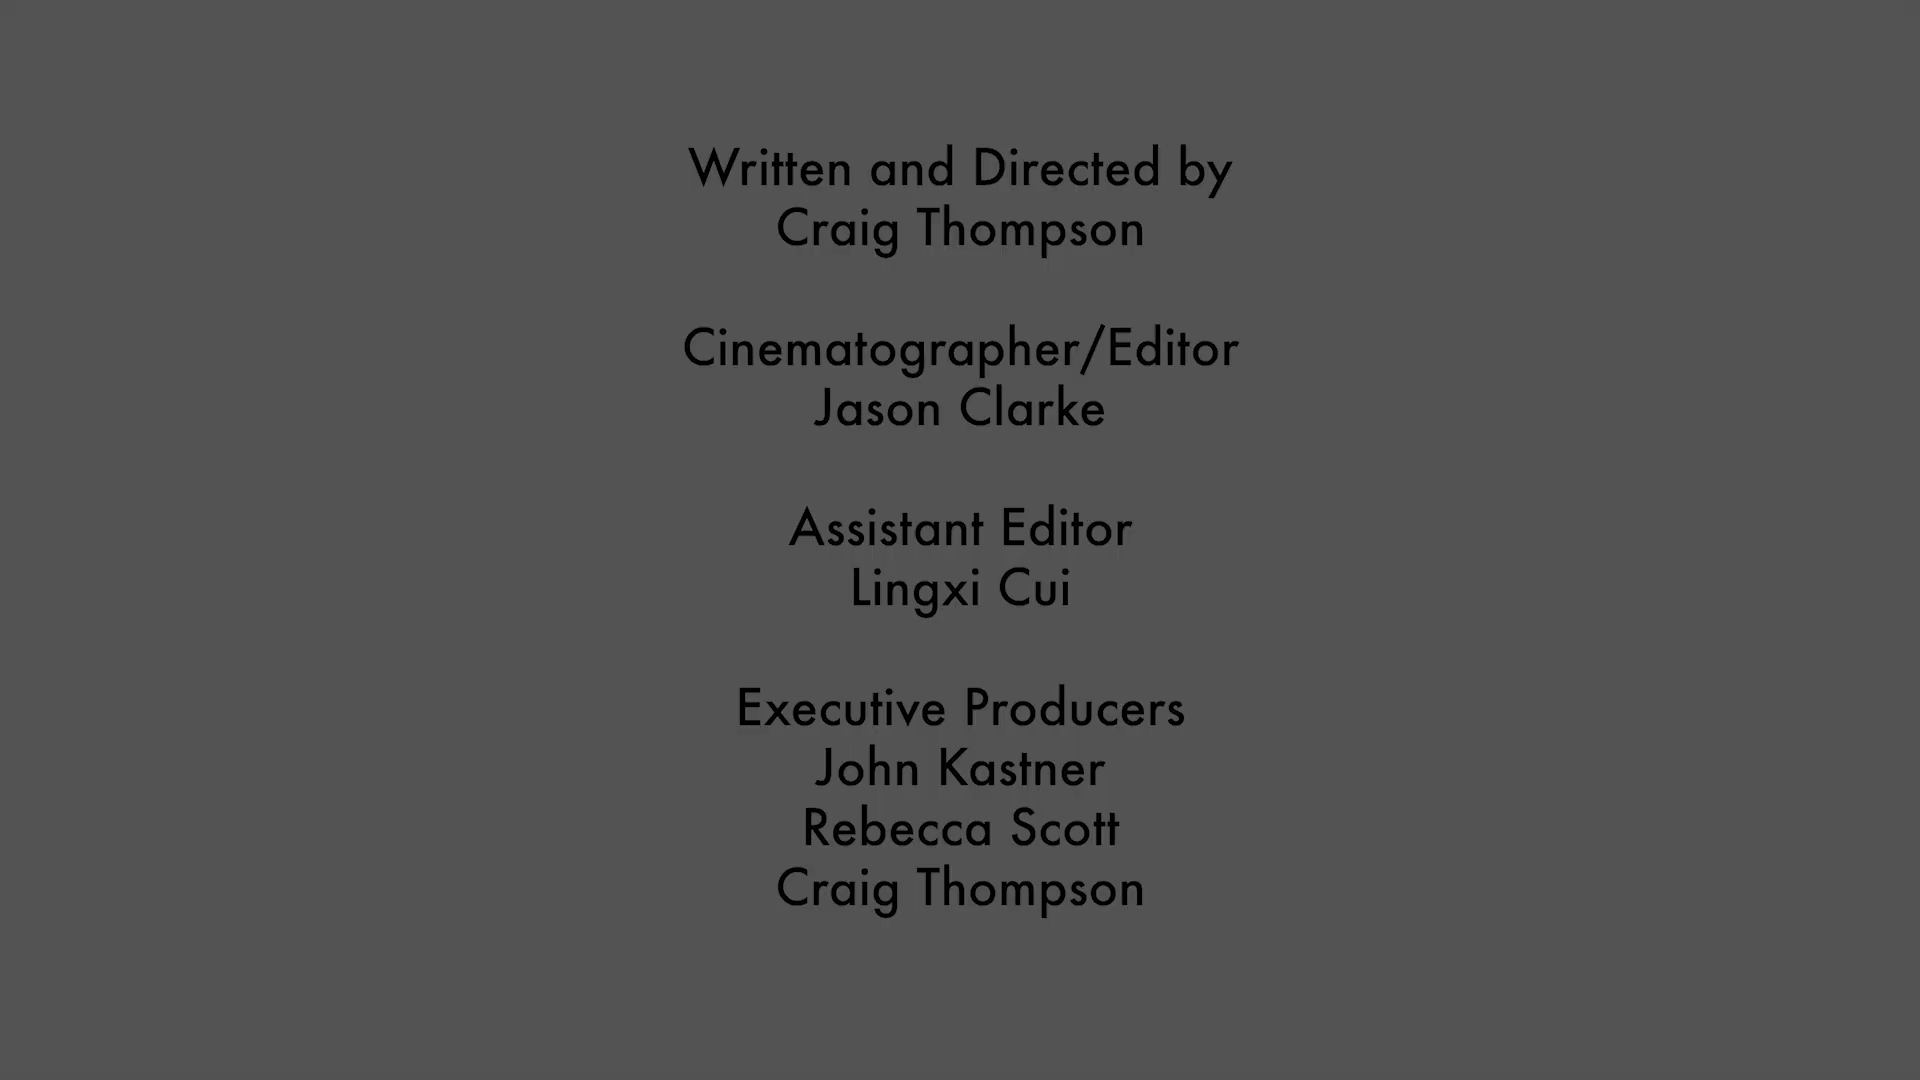 Written and Directed by
Craig Thompson
Cinematographer/Editor
Jason Clarke
Assistant Editor
Lingxi Cui
Executive Producers
John Kastner
Rebecca Scott
Craig Thompson